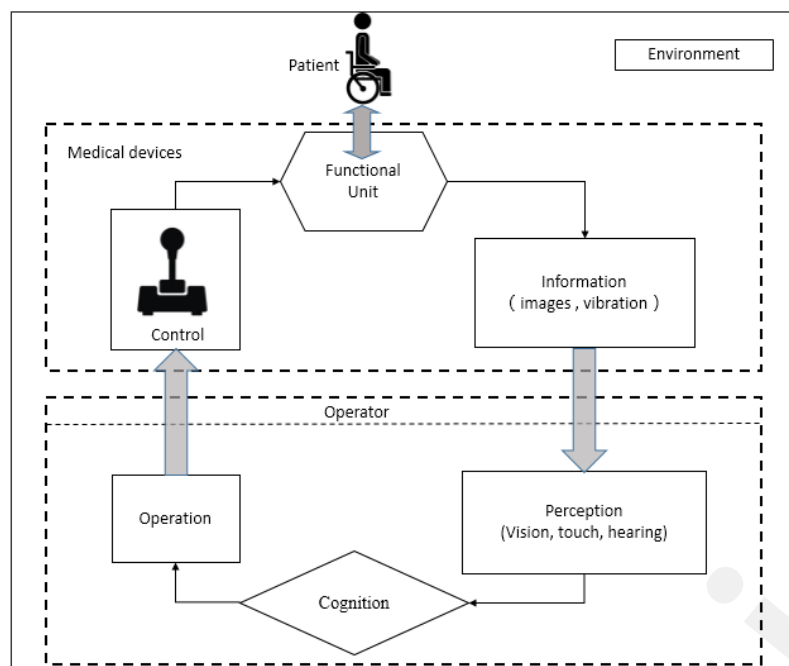 Environment
Patient
Medical devices
Functional
Unit
Information
( images , vibration )
Control
Operator
Operation
Perception
(Vision, touch, hearing)
Cognition